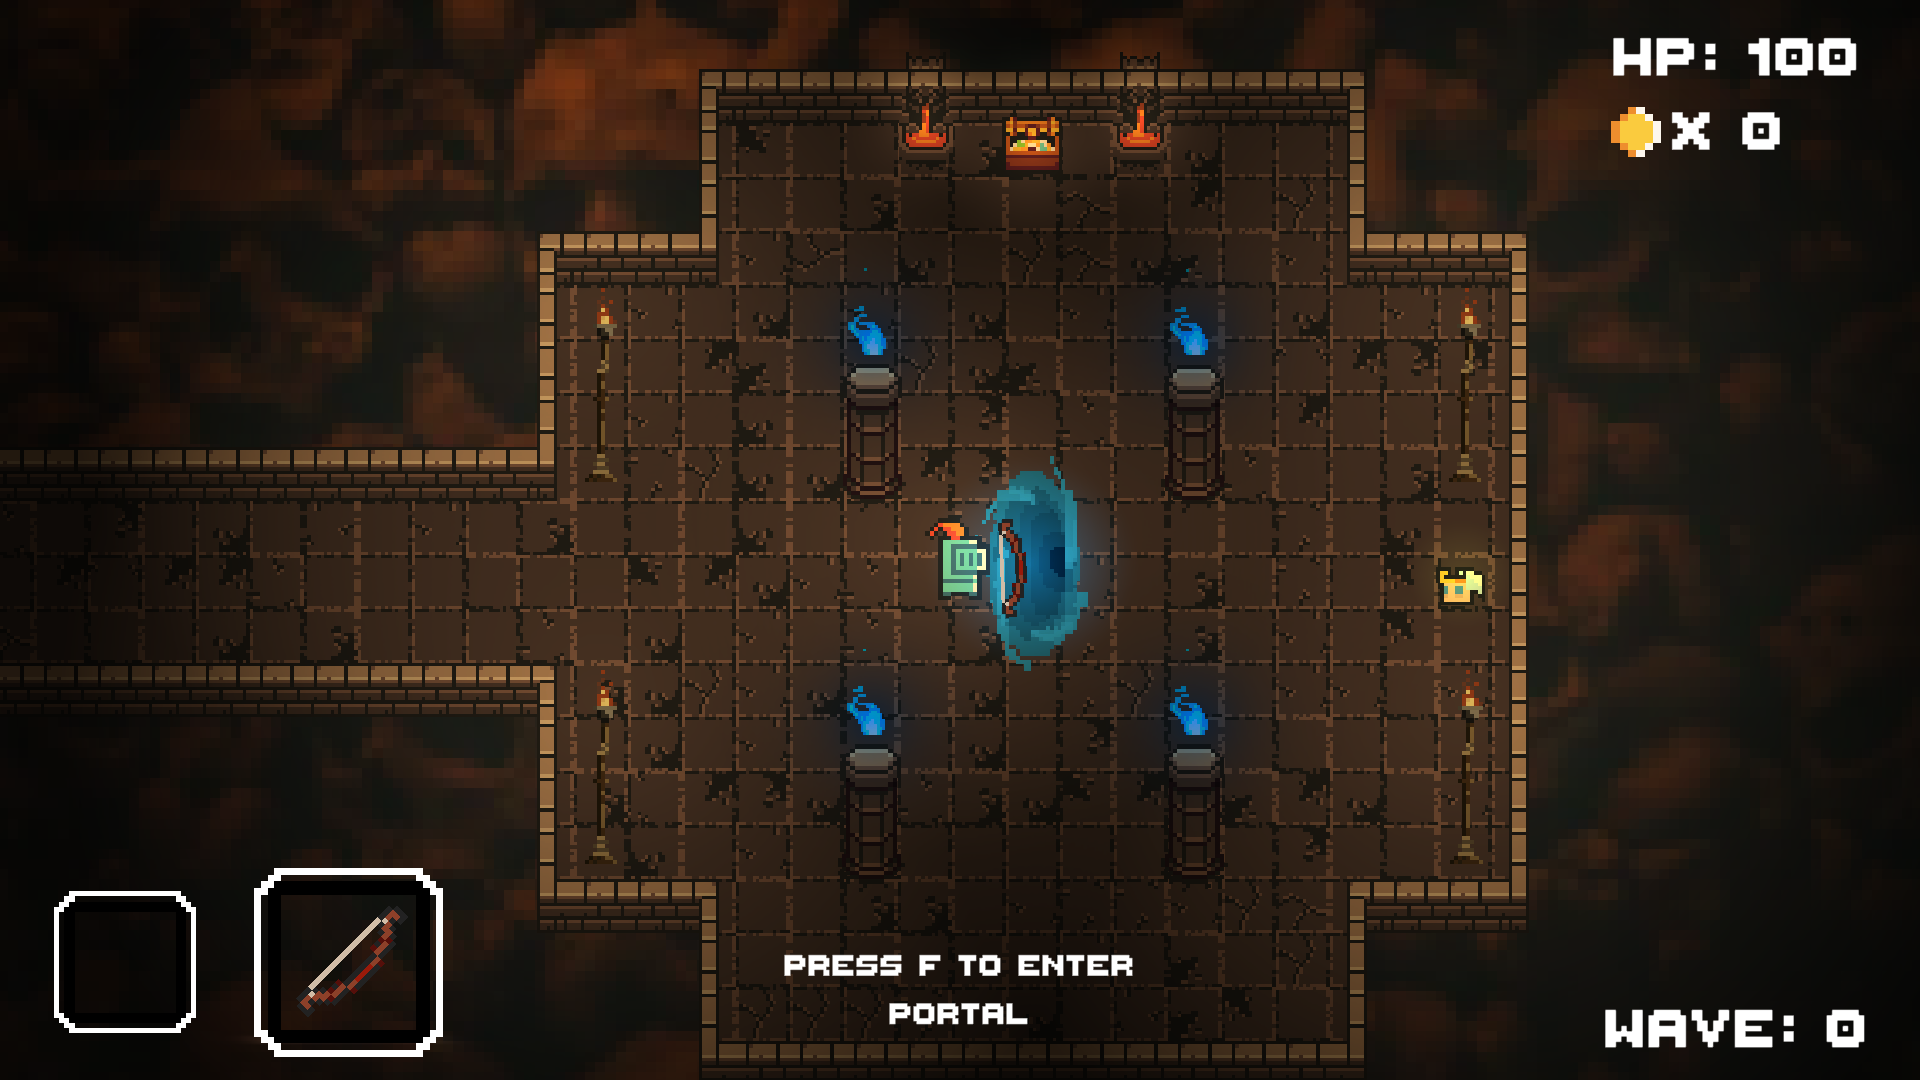 HP: 100
X 0
PRESS F TO ENTER
PORTAL
WAVE: 0